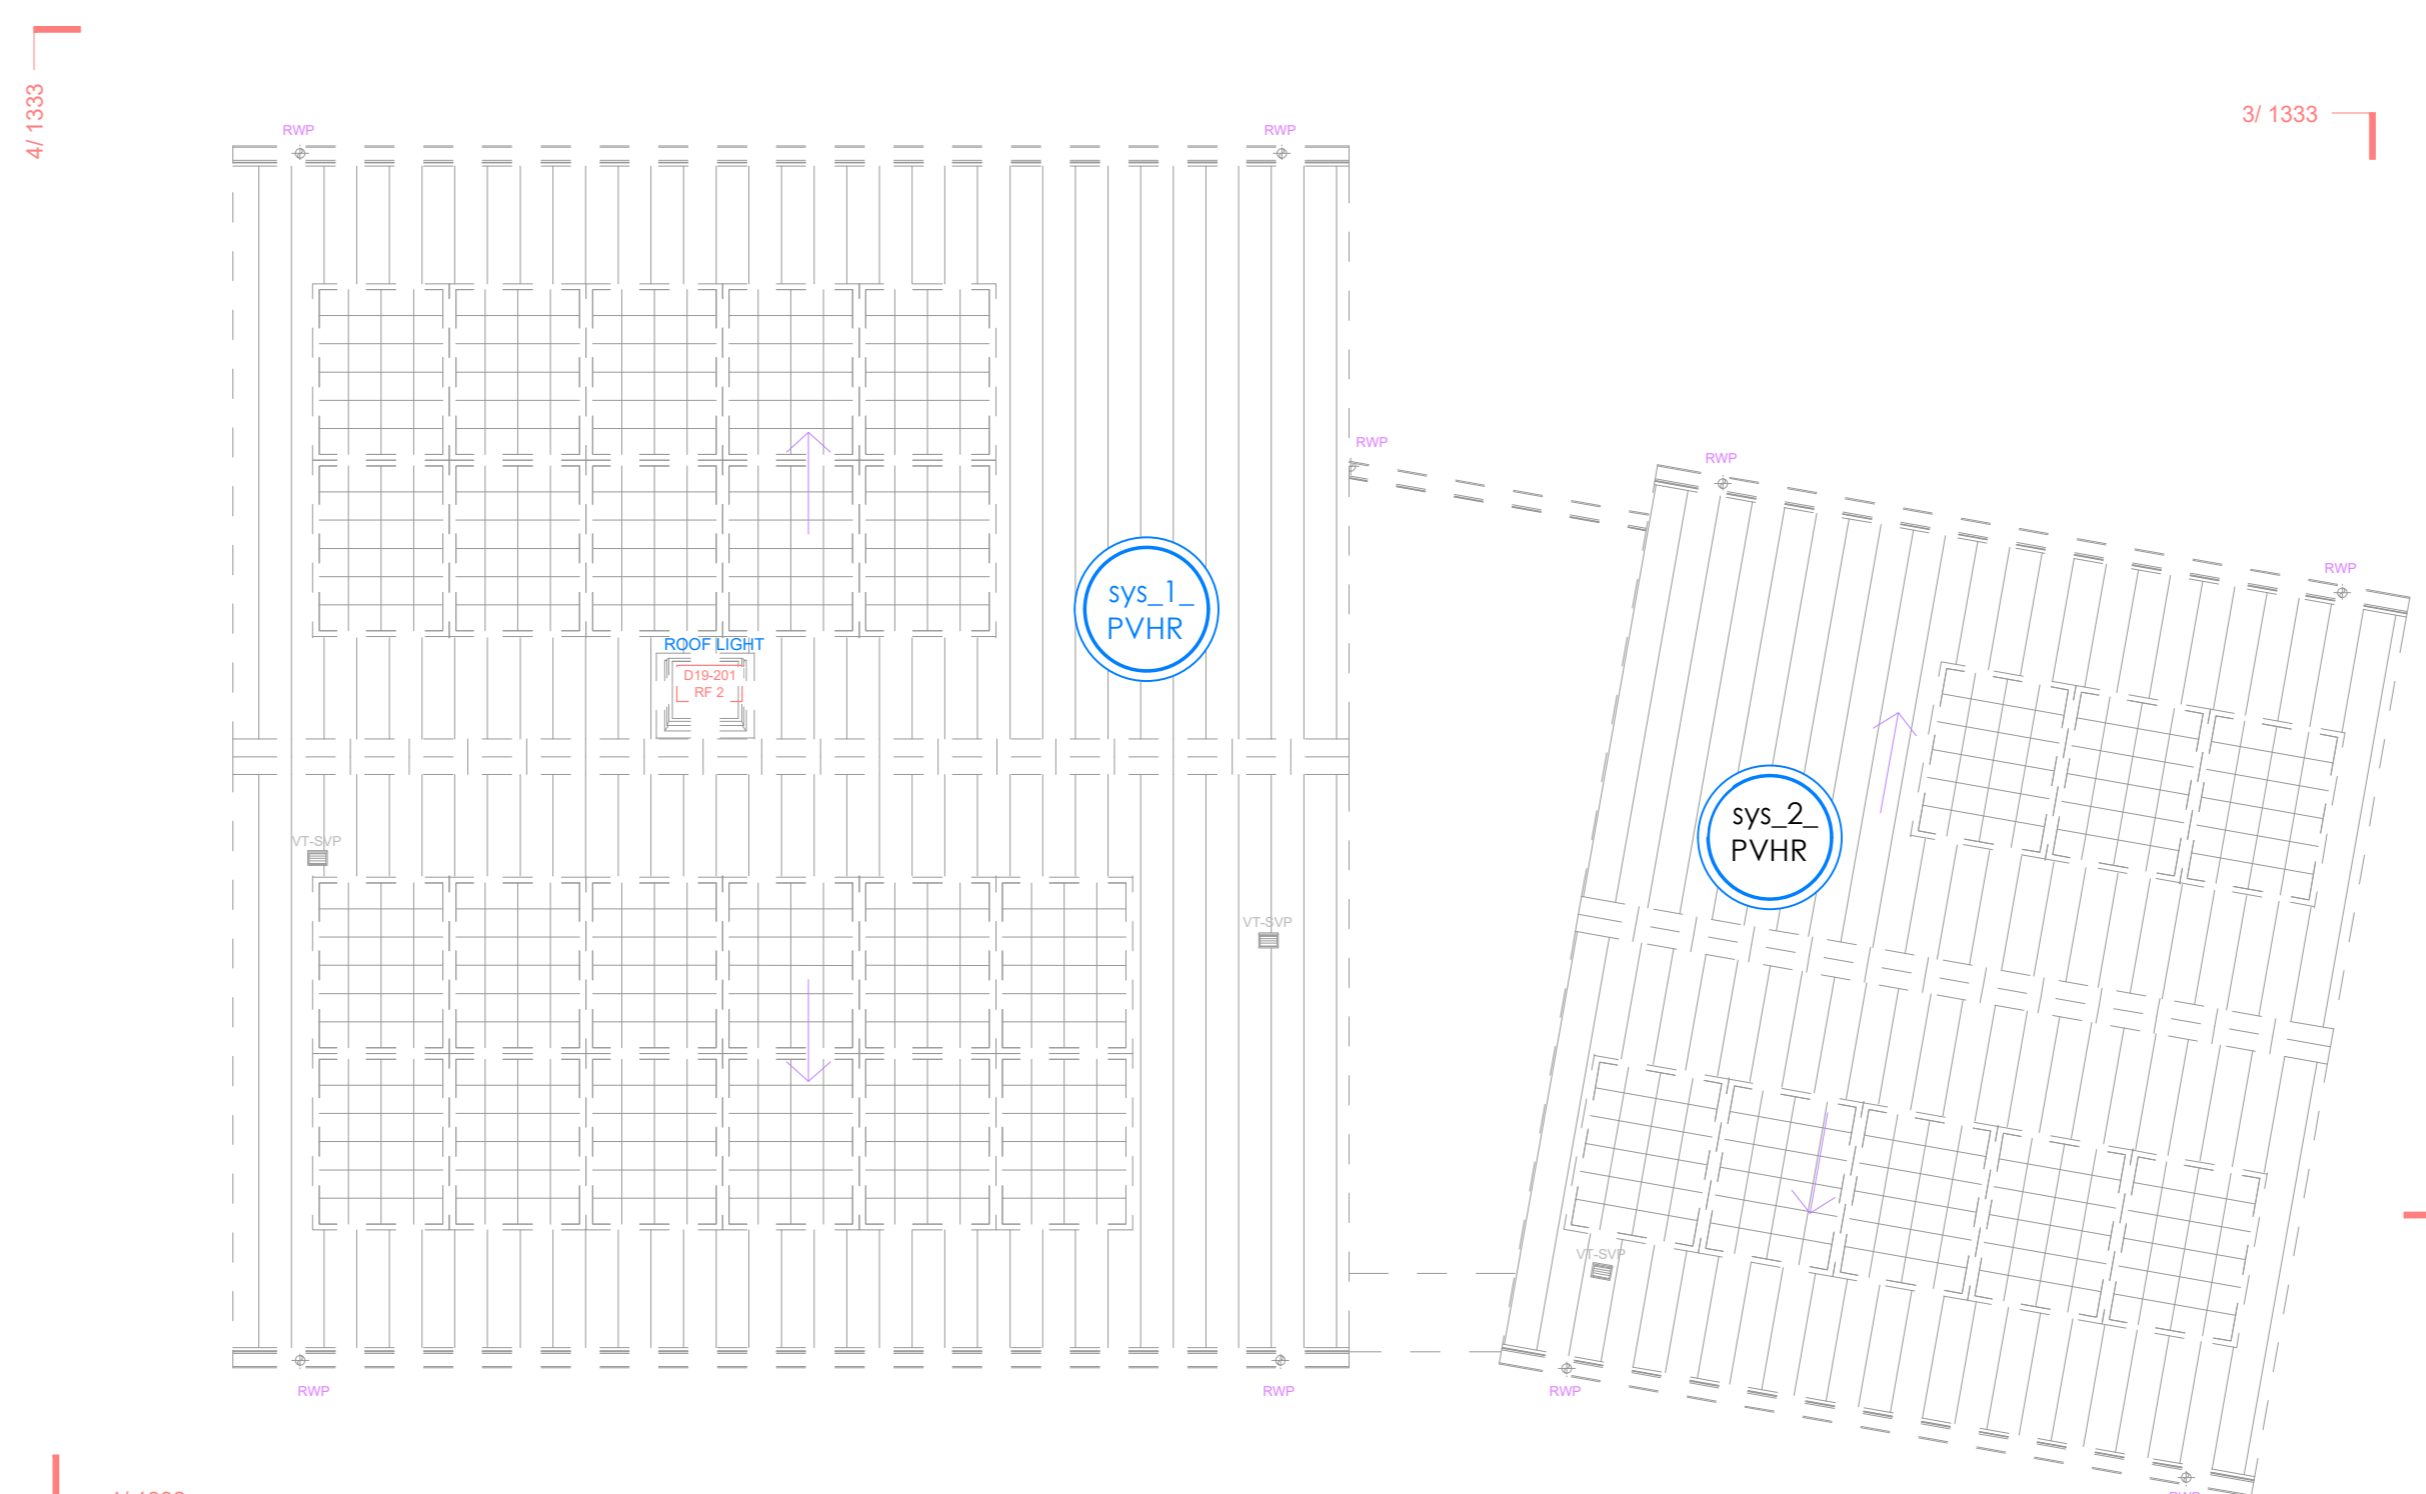 4/ 1333
3/ 1333
RWP
RWP
RWP
RWP
RWP
sys_1_
PVHR
ROOF LIGHT
D19-201
RF 2
sys_2_
PVHR
VT-SVP
VT-SVP
VT-SVP
RWP
RWP
RWP